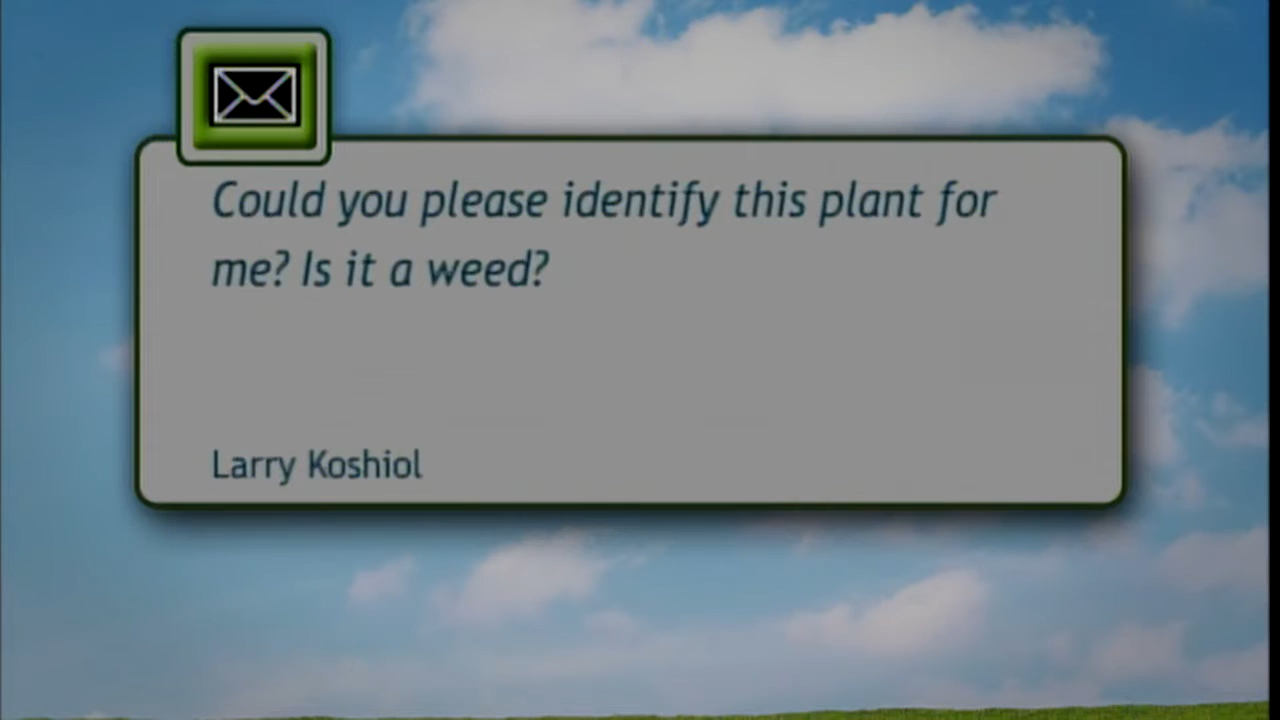 Could you please identify this plant for
me? Is it a weed?
Larry Koshiol